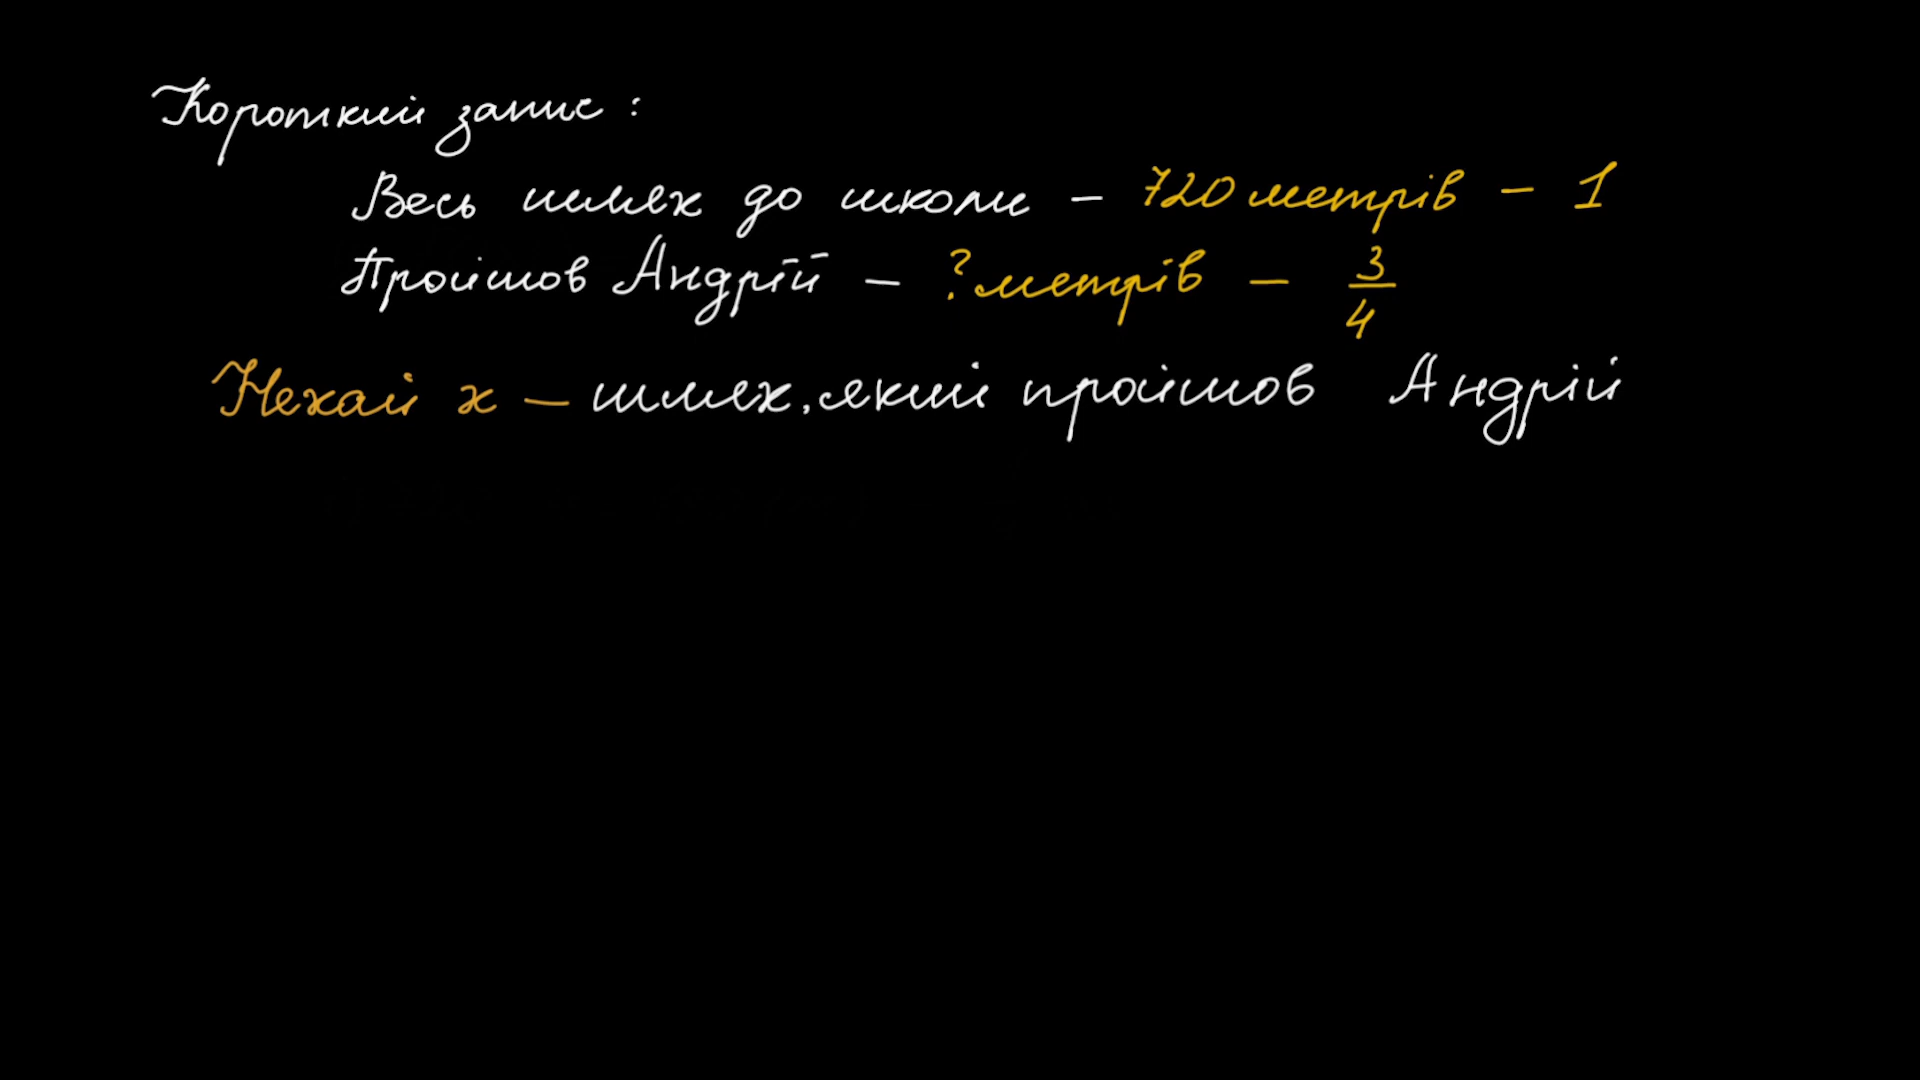 Короткий запис:
Весь шлях до школи - 720 метрів - 1
Пройшов Андрій - ? метрів - 3/4
Нехай x - шлях, який пройшов Андрій